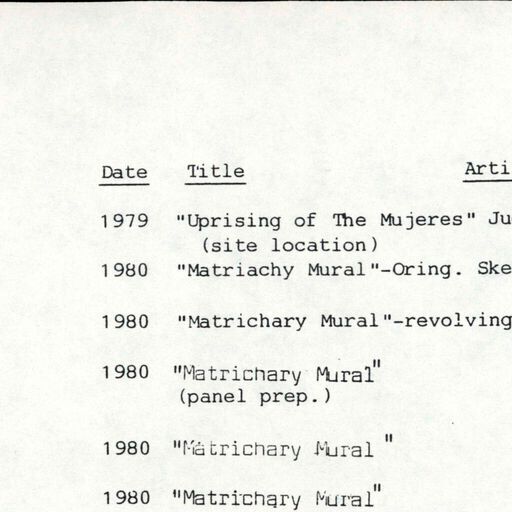 Date Title Arti
1979 "Uprising of The Mujeres" Ju
(site location)
1980 "Matriachy Mural"-Oring. Ske
1980 "Matrichary Mural"-revolving
1980 "Matrichary Mural"
(panel prep.)
1980 "Matrichary Mural "
1980 "Matrichary Mural"